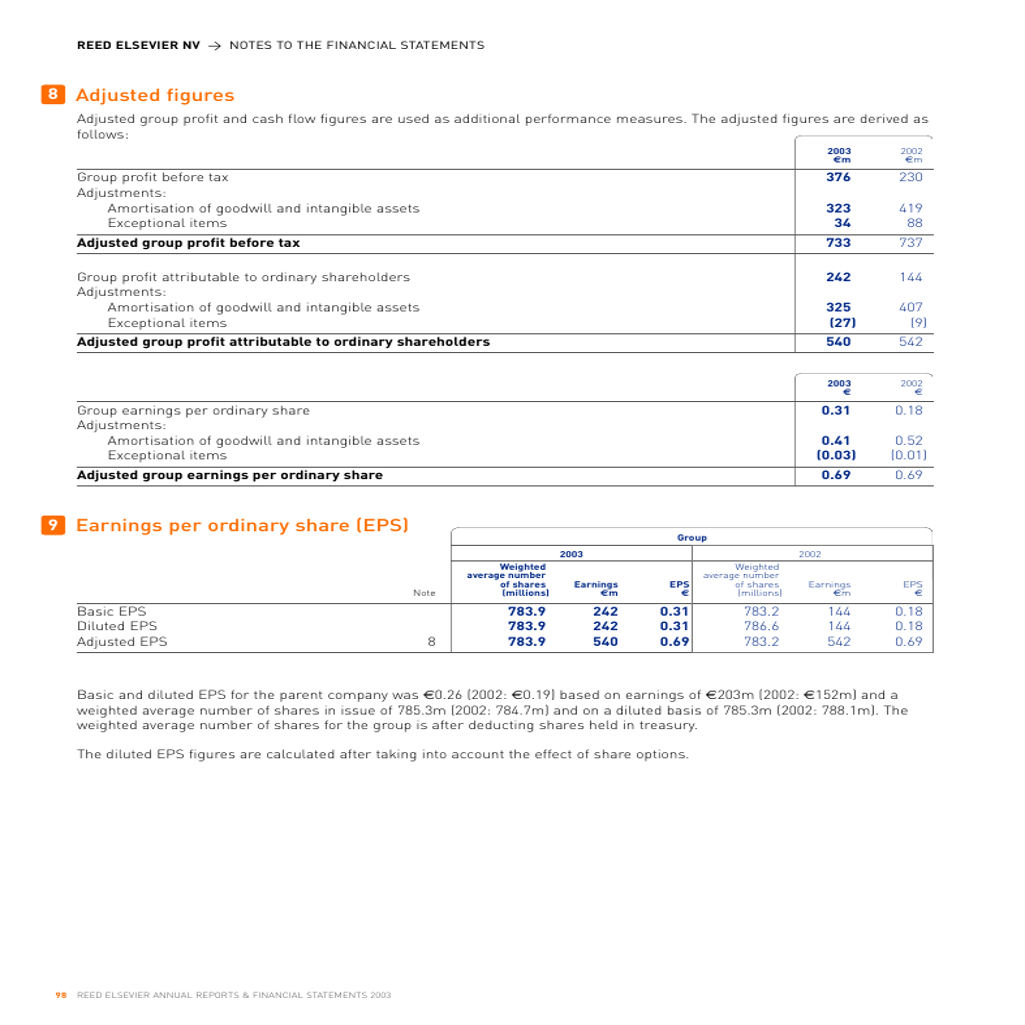 REED ELSEVIER NV → NOTES TO THE FINANCIAL STATEMENTS
8 Adjusted figures
Adjusted group profit and cash flow figures are used as additional performance measures. The adjusted figures are derived as
follows:
2003 2002
€m €m
Group profit before tax 376 230
Adjustments:
Amortisation of goodwill and intangible assets 323 419
Exceptional items 34 88
Adjusted group profit before tax 733 737
Group profit attributable to ordinary shareholders 242 144
Adjustments:
Amortisation of goodwill and intangible assets 325 407
Exceptional items (27) (9)
Adjusted group profit attributable to ordinary shareholders 540 542
2003 2002
€ €
Group earnings per ordinary share 0.31 0.18
Adjustments:
Amortisation of goodwill and intangible assets 0.41 0.52
Exceptional items (0.03) (0.01)
Adjusted group earnings per ordinary share 0.69 0.69
9 Earnings per ordinary share (EPS)
Group
2003 2002
Weighted Weighted
average number average number
of shares Earnings EPS of shares Earnings EPS
Note (millions) €m € (millions) €m €
Basic EPS 783.9 242 0.31 783.2 144 0.18
Diluted EPS 783.9 242 0.31 786.6 144 0.18
Adjusted EPS 8 783.9 540 0.69 783.2 542 0.69
Basic and diluted EPS for the parent company was €0.26 (2002: €0.19) based on earnings of €203m (2002: €152m) and a
weighted average number of shares in issue of 785.3m (2002: 784.7m) and on a diluted basis of 785.3m (2002: 788.1m). The
weighted average number of shares for the group is after deducting shares held in treasury.
The diluted EPS figures are calculated after taking into account the effect of share options.
98 REED ELSEVIER ANNUAL REPORTS & FINANCIAL STATEMENTS 2003